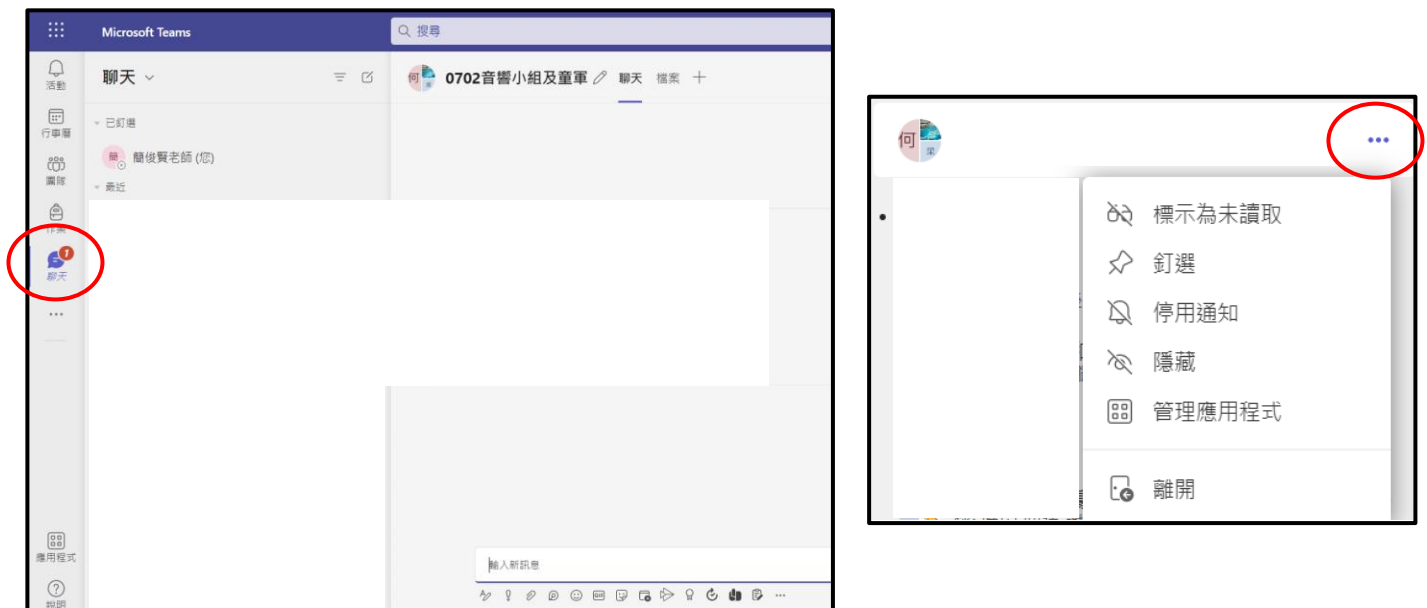 Microsoft Teams
搜尋
活動
聊天
0702音響小組及童軍
聊天
檔案
行事曆
已釘選
簡
簡俊賢老師 (您)
團隊
最近
作業
1
聊天
應用程式
說明
輸入新訊息
GIF
何
標示為未讀取
釘選
停用通知
隱藏
管理應用程式
離開